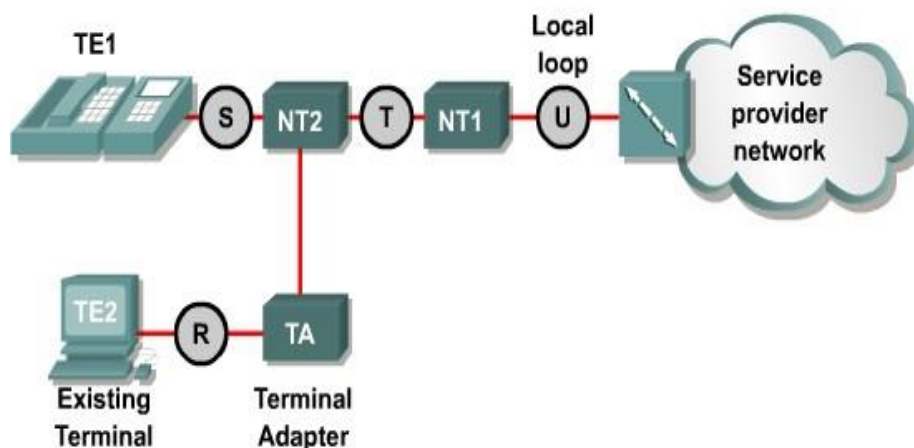 TE1
Local
loop
S
NT2
T
NT1
U
Service
provider
network
TE2
R
TA
Existing
Terminal
Terminal
Adapter